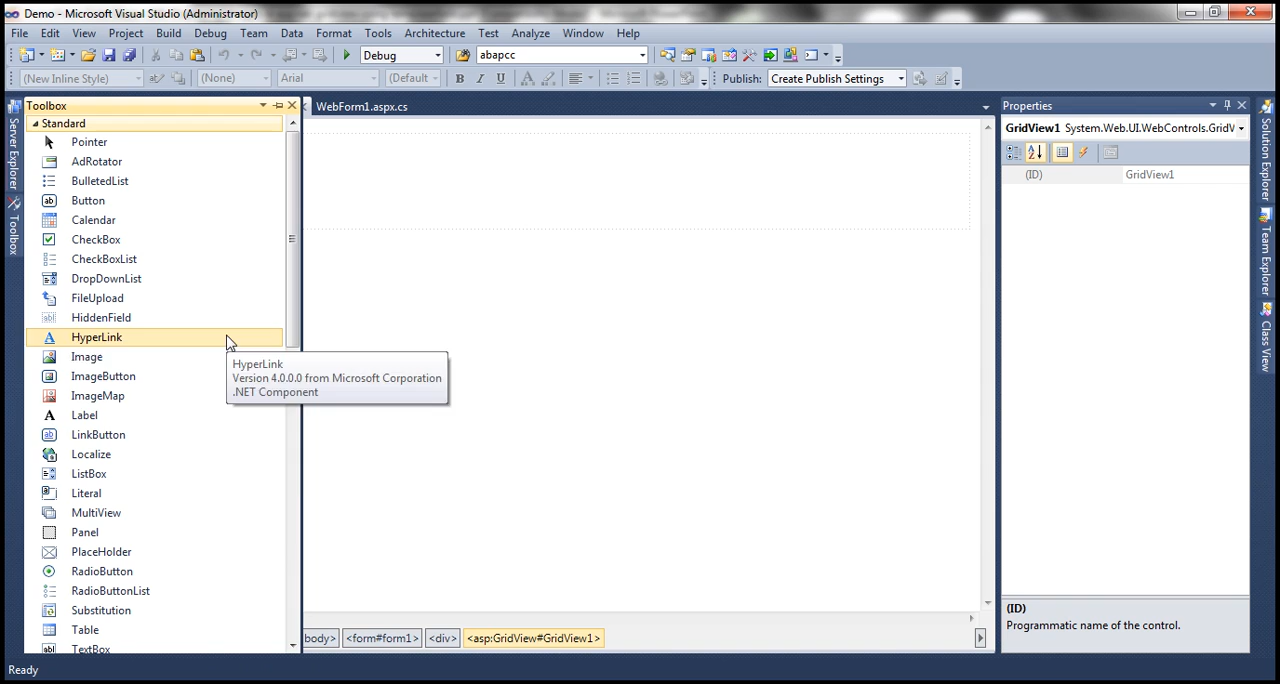 Demo - Microsoft Visual Studio (Administrator)
File Edit View Project Build Debug Team Data Format Tools Architecture Test Analyze Window Help
Debug abapcc
(New Inline Style) (None) Arial (Default B I U A Publish: Create Publish Settings
Toolbox
WebForm1.aspx.cs
Properties
Standard
Pointer
AdRotator
BulletedList
Button
Calendar
CheckBox
CheckBoxList
DropDownList
FileUpload
HiddenField
HyperLink
Image
ImageButton
ImageMap
Label
LinkButton
Localize
ListBox
Literal
MultiView
Panel
PlaceHolder
RadioButton
RadioButtonList
Substitution
Table
TextBox
HyperLink
Version 4.0.0.0 from Microsoft Corporation
.NET Component
body> <form#form1> <div> <asp:GridView#GridView1>
GridView1 System.Web.UI.WebControls.GridV
(ID) GridView1
(ID)
Programmatic name of the control.
Server Explorer
Toolbox
Solution Explorer
Team Explorer
Class View
Ready